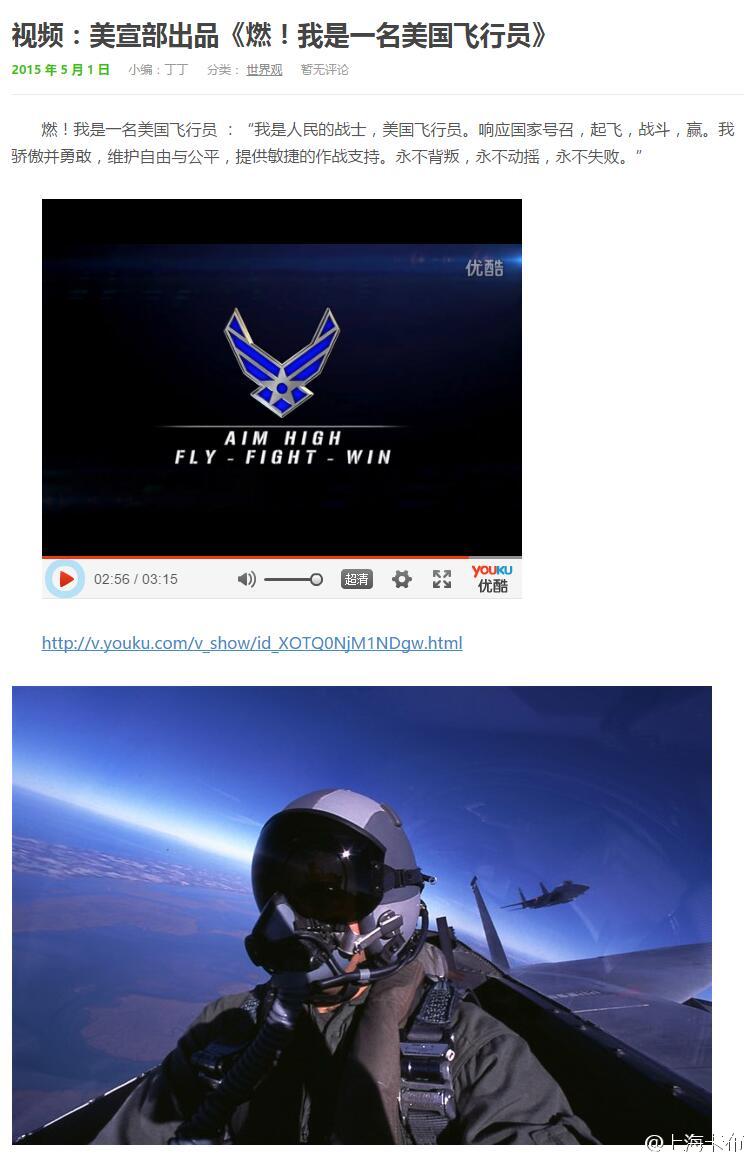 视频：美宣部出品《燃！我是一名美国飞行员》
2015 年 5 月 1 日 小编：丁丁 分类： 世界观 暂无评论
燃！我是一名美国飞行员 ：“我是人民的战士，美国飞行员。响应国家号召，起飞，战斗，赢。我
骄傲并勇敢，维护自由与公平，提供敏捷的作战支持。永不背叛，永不动摇，永不失败。”
优酷
AIM HIGH
FLY - FIGHT - WIN
02:56 / 03:15 超清 YOUKU
优酷
http://v.youku.com/v_show/id_XOTQ0NjM1NDgw.html
@上海卡布